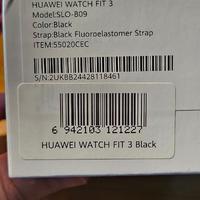 HUAWEI WATCH FIT 3
Model:SLO-B09
Color:Black
Strap:Black Fluoroelastomer Strap
ITEM:55020CEC
S/N:2UKBB24428118461
6 942103 121227
HUAWEI WATCH FIT 3 Black